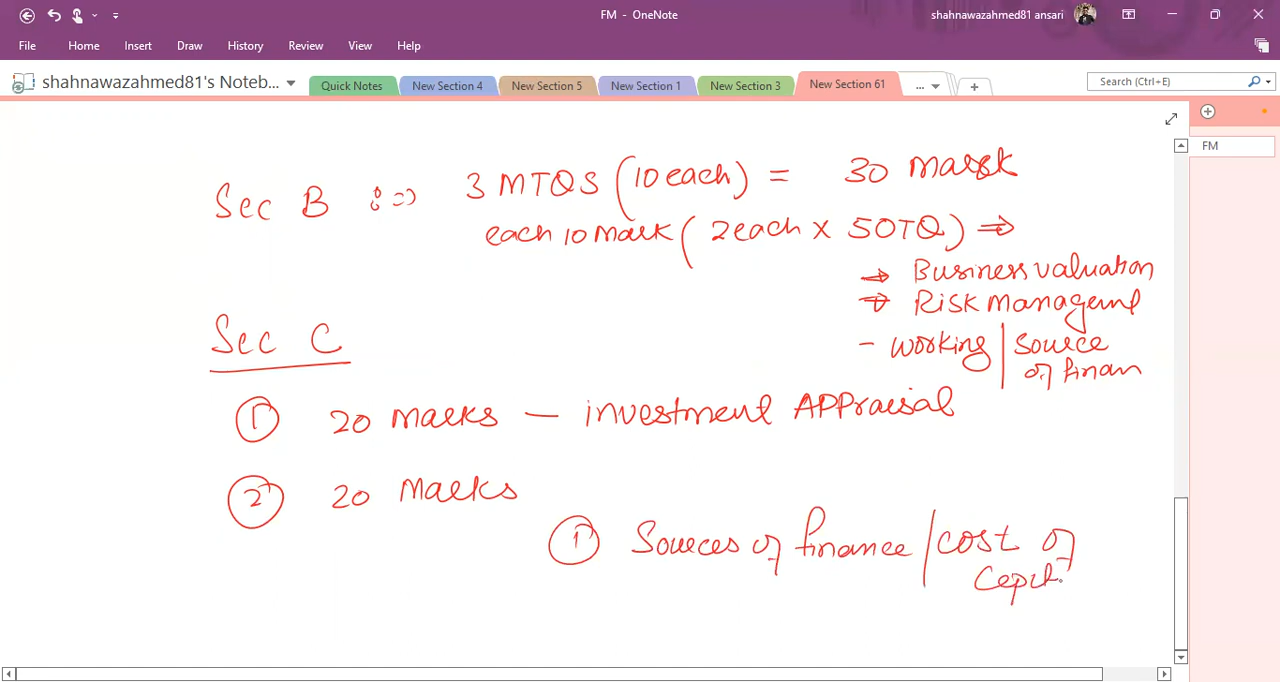 FM - OneNote
shahnawazahmed81 ansari
File Home Insert Draw History Review View Help
shahnawazahmed81's Noteb...
Quick Notes New Section 4 New Section 5 New Section 1 New Section 3 New Section 61 ...
Search (Ctrl+E)
FM
Sec B :=> 3 MTQS (10 each) = 30 Mark
each 10 Mark (2 each x 5 OTQ) ⇒
→ Business valuation
→ Risk Managemt
- working | Source of finan
Sec C
① 20 Marks — investment APPraisal
② 20 Marks
① Sources of finance / cost of